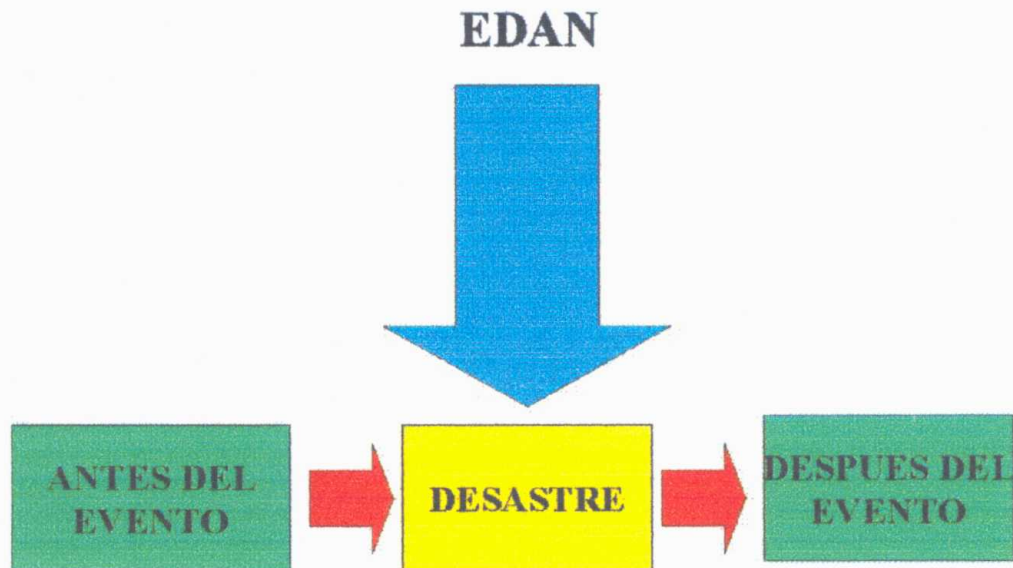 EDAN
ANTES DEL
EVENTO
DESASTRE
DESPUES DEL
EVENTO